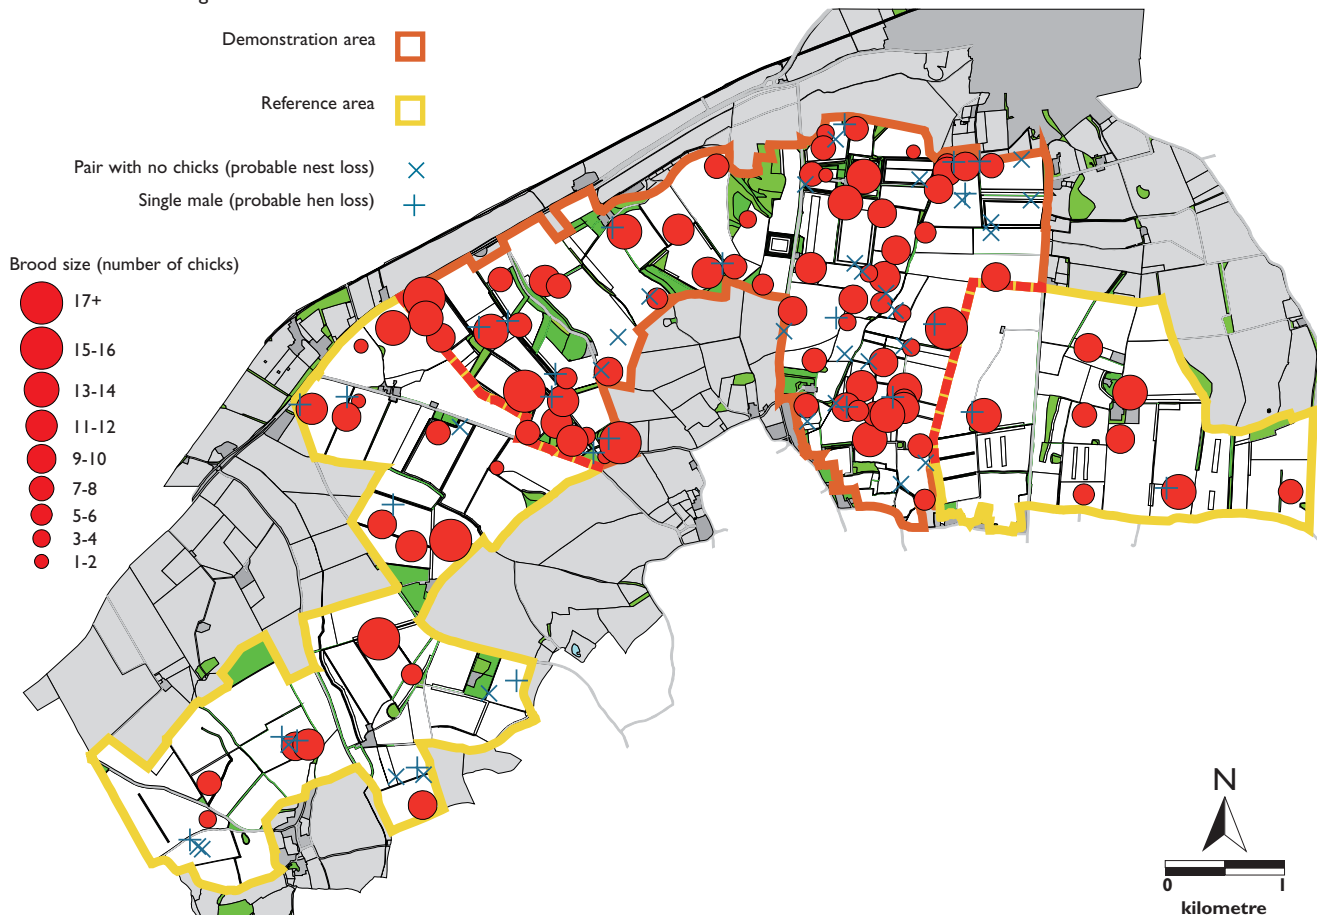 Demonstration area
Reference area
Pair with no chicks (probable nest loss)
Single male (probable hen loss)
Brood size (number of chicks)
17+
15-16
13-14
11-12
9-10
7-8
5-6
3-4
1-2
N
0 1
kilometre